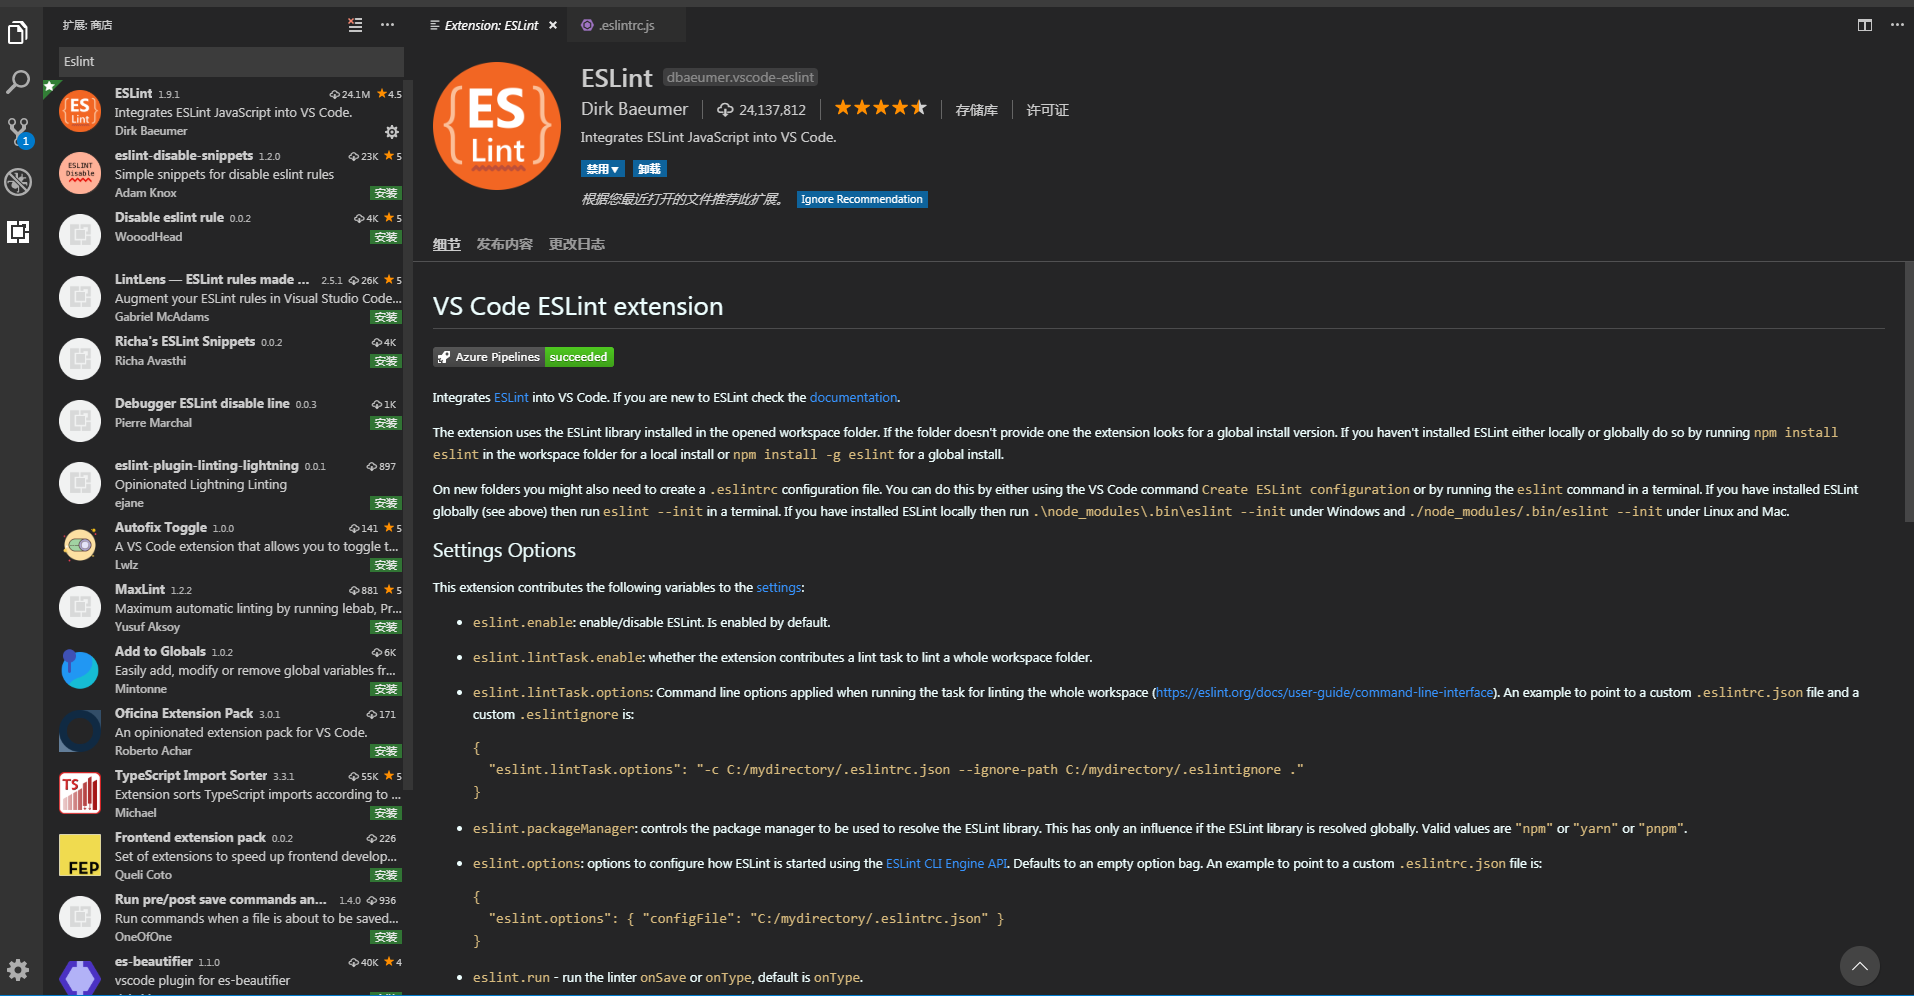 扩展: 商店
Eslint
ESLint 1.9.1 24.1M 4.5
Integrates ESLint JavaScript into VS Code.
Dirk Baeumer
eslint-disable-snippets 1.2.0 23K 5
Simple snippets for disable eslint rules
Adam Knox 安装
Disable eslint rule 0.0.2 4K 5
WooodHead 安装
LintLens — ESLint rules made ... 2.5.1 26K 5
Augment your ESLint rules in Visual Studio Code...
Gabriel McAdams 安装
Richa's ESLint Snippets 0.0.2 4K
Richa Avasthi 安装
Debugger ESLint disable line 0.0.3 1K
Pierre Marchal 安装
eslint-plugin-linting-lightning 0.0.1 897
Opinionated Lightning Linting
ejane 安装
Autofix Toggle 1.0.0 141 5
A VS Code extension that allows you to toggle t...
Lwlz 安装
MaxLint 1.2.2 881 5
Maximum automatic linting by running lebab, Pr...
Yusuf Aksoy 安装
Add to Globals 1.0.2 6K
Easily add, modify or remove global variables fr...
Mintonne 安装
Oficina Extension Pack 3.0.1 171
An opinionated extension pack for VS Code.
Roberto Achar 安装
TypeScript Import Sorter 3.3.1 55K 5
Extension sorts TypeScript imports according to ...
Michael 安装
Frontend extension pack 0.0.2 226
Set of extensions to speed up frontend develop...
Queli Coto 安装
Run pre/post save commands an... 1.4.0 936
Run commands when a file is about to be saved...
OneOfOne 安装
es-beautifier 1.1.0 40K 4
vscode plugin for es-beautifier
1
ES
Lint
ESLINT
Disable
TS
FEP
Extension: ESLint .eslintrc.js
{ES}
Lint
ESLint dbaeumer.vscode-eslint
Dirk Baeumer 24,137,812 存储库 许可证
Integrates ESLint JavaScript into VS Code.
禁用▼ 卸载
根据您最近打开的文件推荐此扩展。 Ignore Recommendation
细节 发布内容 更改日志
VS Code ESLint extension
Azure Pipelines succeeded
Integrates ESLint into VS Code. If you are new to ESLint check the documentation.
The extension uses the ESLint library installed in the opened workspace folder. If the folder doesn't provide one the extension looks for a global install version. If you haven't installed ESLint either locally or globally do so by running npm install
eslint in the workspace folder for a local install or npm install -g eslint for a global install.
On new folders you might also need to create a .eslintrc configuration file. You can do this by either using the VS Code command Create ESLint configuration or by running the eslint command in a terminal. If you have installed ESLint
globally (see above) then run eslint --init in a terminal. If you have installed ESLint locally then run .\node_modules\.bin\eslint --init under Windows and ./node_modules/.bin/eslint --init under Linux and Mac.
Settings Options
This extension contributes the following variables to the settings:
• eslint.enable: enable/disable ESLint. Is enabled by default.
• eslint.lintTask.enable: whether the extension contributes a lint task to lint a whole workspace folder.
• eslint.lintTask.options: Command line options applied when running the task for linting the whole workspace (https://eslint.org/docs/user-guide/command-line-interface). An example to point to a custom .eslintrc.json file and a
custom .eslintignore is:
{
"eslint.lintTask.options": "-c C:/mydirectory/.eslintrc.json --ignore-path C:/mydirectory/.eslintignore ."
}
• eslint.packageManager: controls the package manager to be used to resolve the ESLint library. This has only an influence if the ESLint library is resolved globally. Valid values are "npm" or "yarn" or "pnpm".
• eslint.options: options to configure how ESLint is started using the ESLint CLI Engine API. Defaults to an empty option bag. An example to point to a custom .eslintrc.json file is:
{
"eslint.options": { "configFile": "C:/mydirectory/.eslintrc.json" }
}
• eslint.run - run the linter onSave or onType, default is onType.